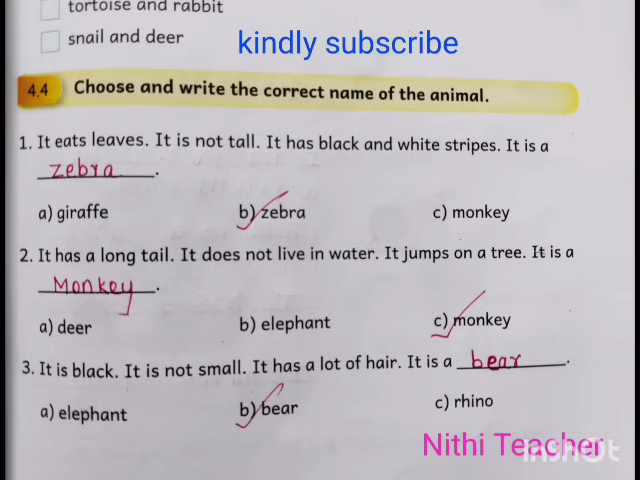 tortoise and rabbit
snail and deer
kindly subscribe
4.4 Choose and write the correct name of the animal.
1. It eats leaves. It is not tall. It has black and white stripes. It is a
zebra.
a) giraffe b) zebra c) monkey
2. It has a long tail. It does not live in water. It jumps on a tree. It is a
Monkey.
a) deer b) elephant c) monkey
3. It is black. It is not small. It has a lot of hair. It is a bear.
a) elephant b) bear c) rhino
Nithi Teacher
InShOt